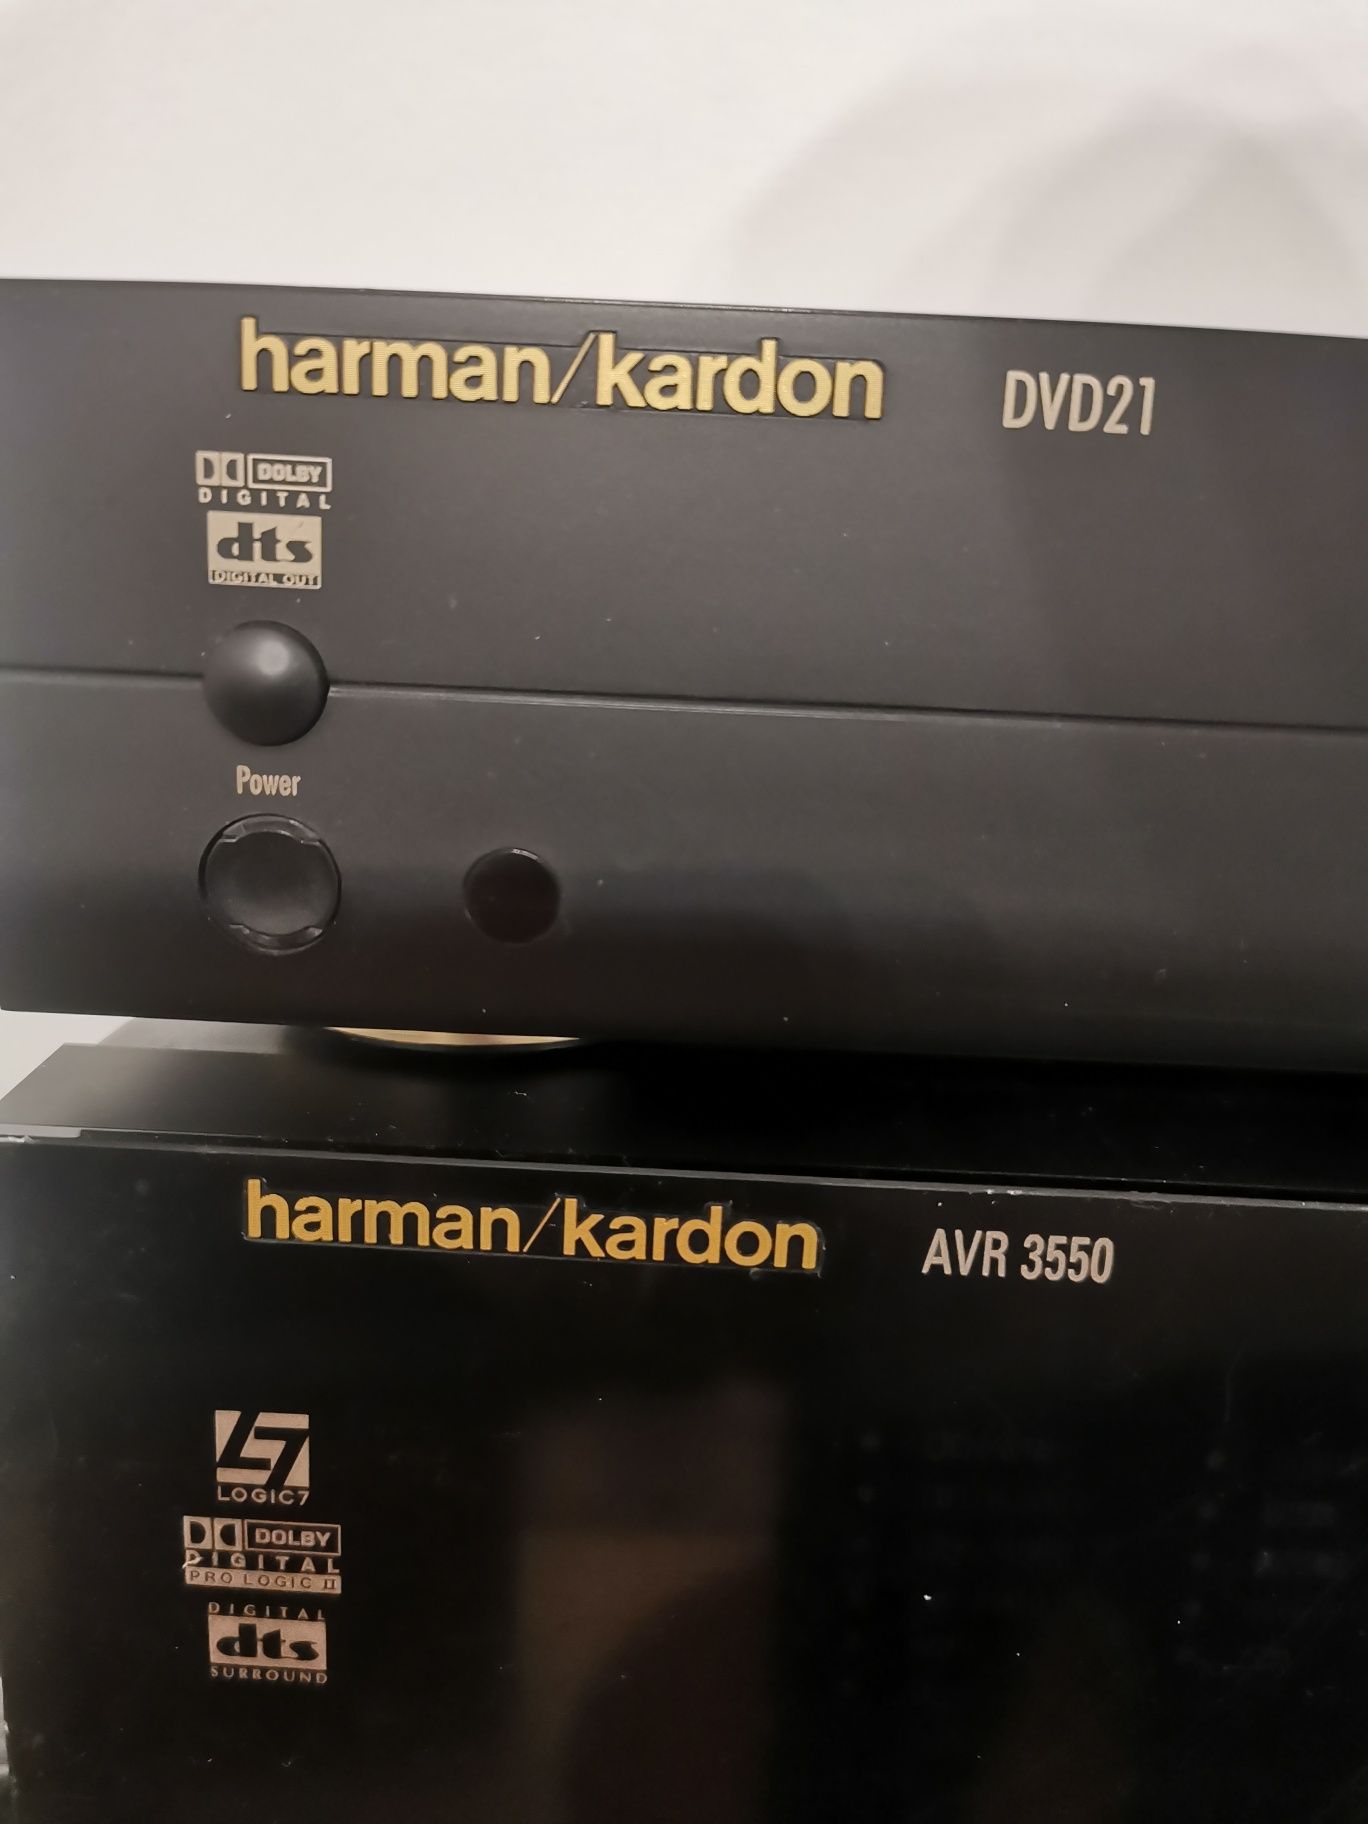 harman/kardon DVD21
DOLBY
DIGITAL
dts
DIGITAL OUT
Power
harman/kardon AVR 3550
L7
LOGIC7
DOLBY
DIGITAL
PRO LOGIC II
DIGITAL
dts
SURROUND